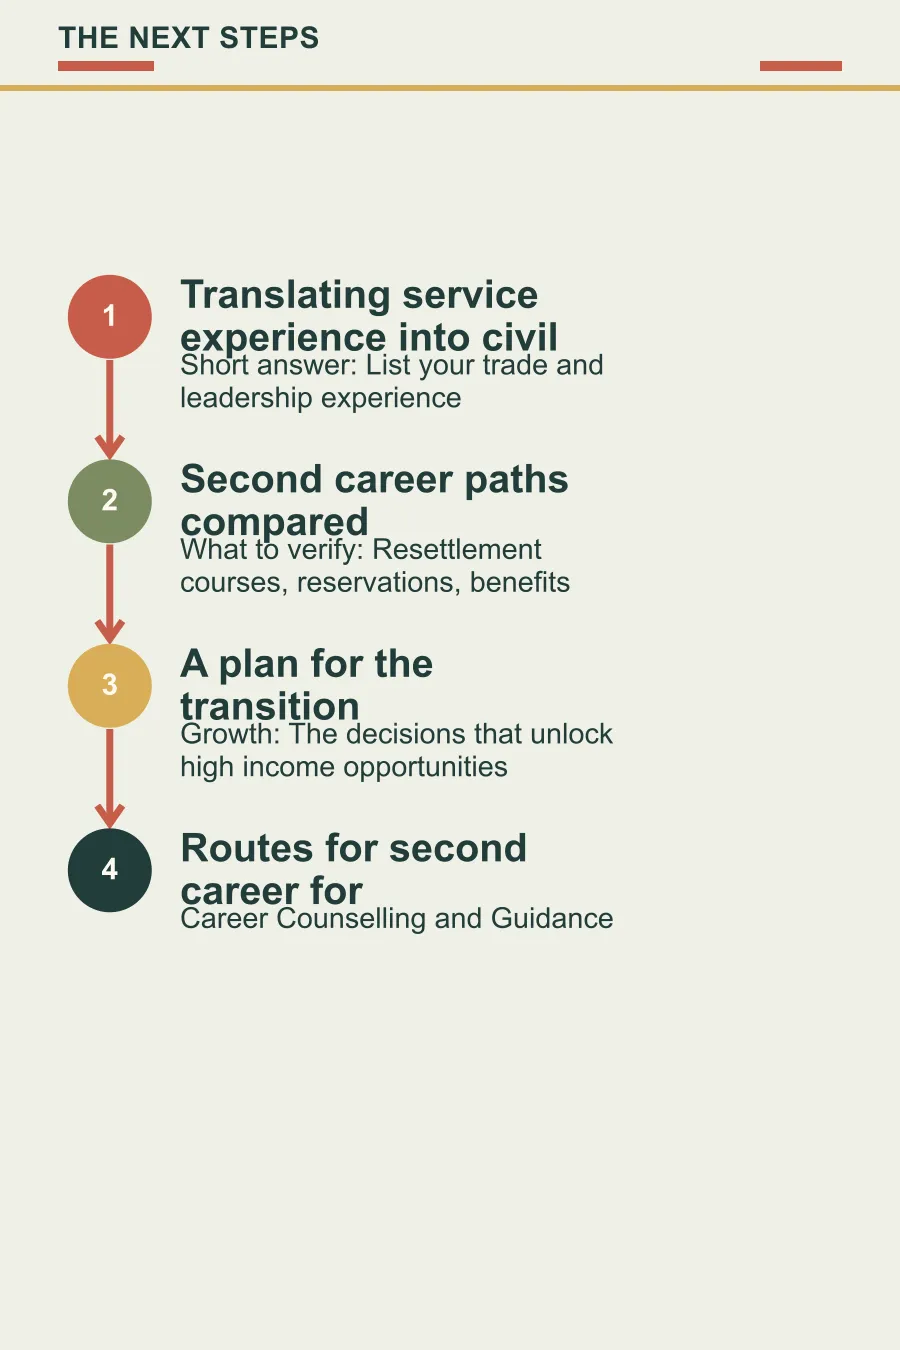 THE NEXT STEPS
1
Translating service
experience into civil
Short answer: List your trade and
leadership experience
2
Second career paths
compared
What to verify: Resettlement
courses, reservations, benefits
3
A plan for the
transition
Growth: The decisions that unlock
high income opportunities
4
Routes for second
career for
Career Counselling and Guidance